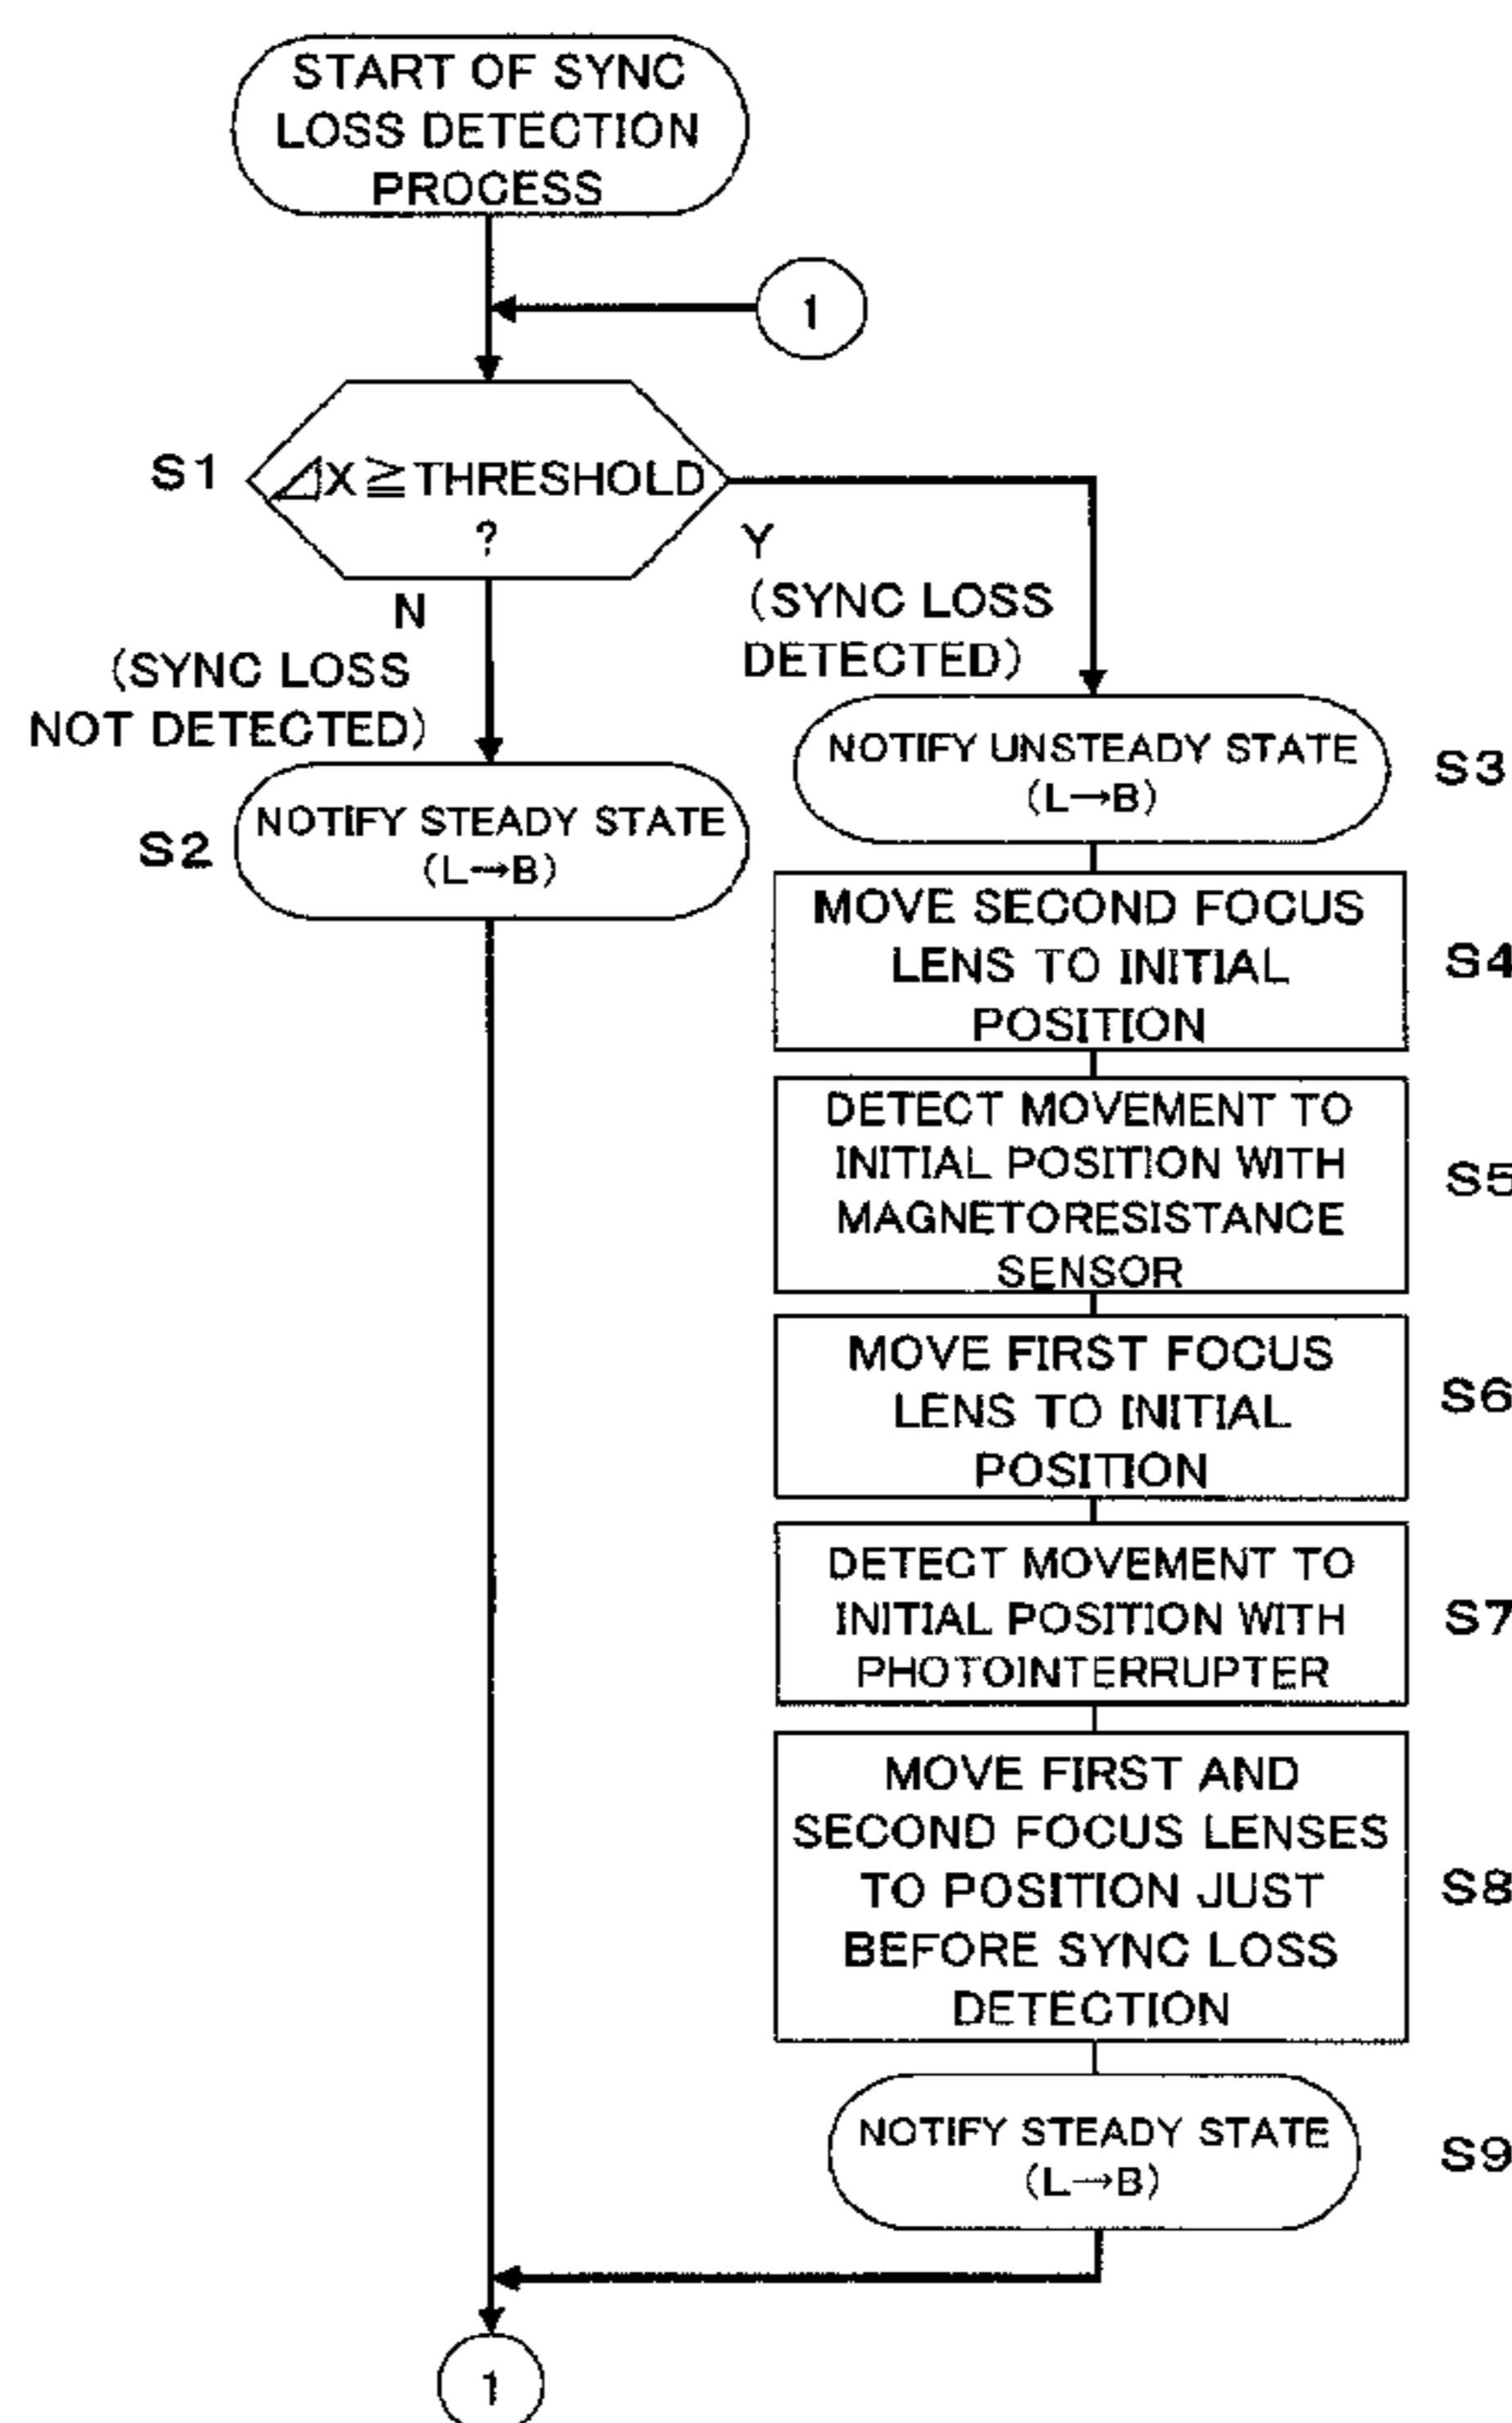 START OF SYNC
LOSS DETECTION
PROCESS
1
S1
⊿X≧THRESHOLD
?
Y
(SYNC LOSS
DETECTED)
N
(SYNC LOSS
NOT DETECTED)
NOTIFY STEADY STATE
(L→B)
S2
NOTIFY UNSTEADY STATE
(L→B)
S3
MOVE SECOND FOCUS
LENS TO INITIAL
POSITION
S4
DETECT MOVEMENT TO
INITIAL POSITION WITH
MAGNETORESISTANCE
SENSOR
S5
MOVE FIRST FOCUS
LENS TO INITIAL
POSITION
S6
DETECT MOVEMENT TO
INITIAL POSITION WITH
PHOTOINTERRUPTER
S7
MOVE FIRST AND
SECOND FOCUS LENSES
TO POSITION JUST
BEFORE SYNC LOSS
DETECTION
S8
NOTIFY STEADY STATE
(L→B)
S9
1